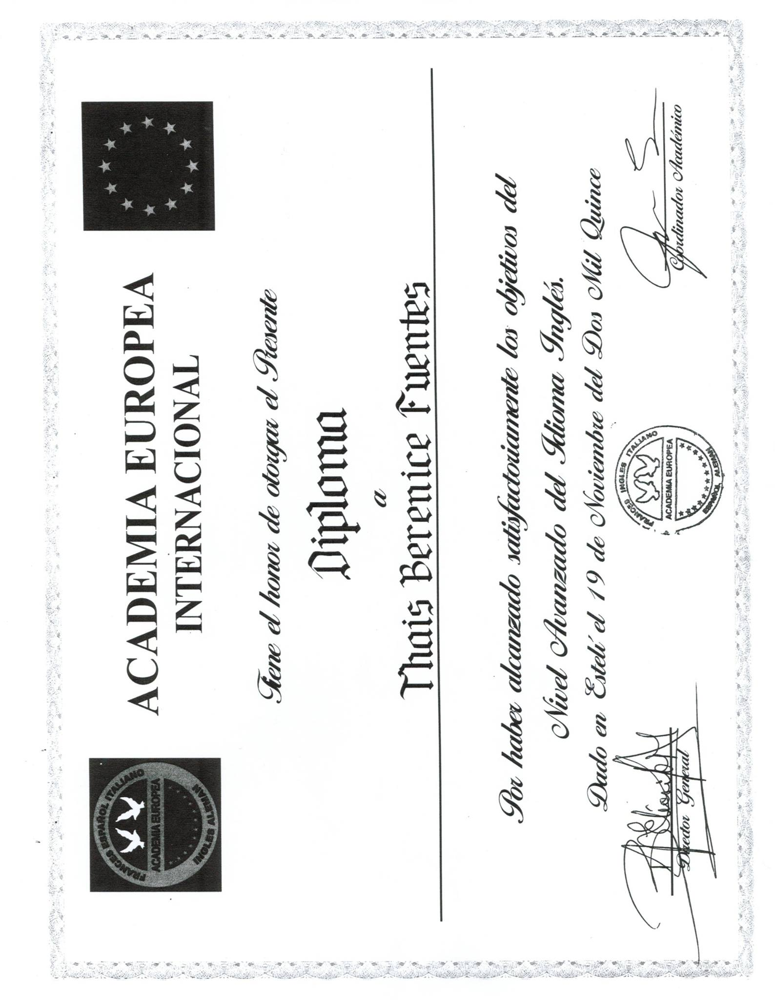 FRANCES ESPAÑOL ITALIANO
ACADEMIA EUROPEA
INGLES ALEMAN
ACADEMIA EUROPEA
INTERNACIONAL
Tiene el honor de otorgar el Presente
Diploma
a
Thais Berenice Fuentes
Por haber alcanzado satisfactoriamente los objetivos del
Nivel Avanzado del Idioma Inglés.
Dado en Estelí el 19 de Noviembre del Dos Mil Quince
Director General
FRANCES INGLES ITALIANO
ACADEMIA EUROPEA
ESPAÑOL ALEMAN
Coordinador Académico